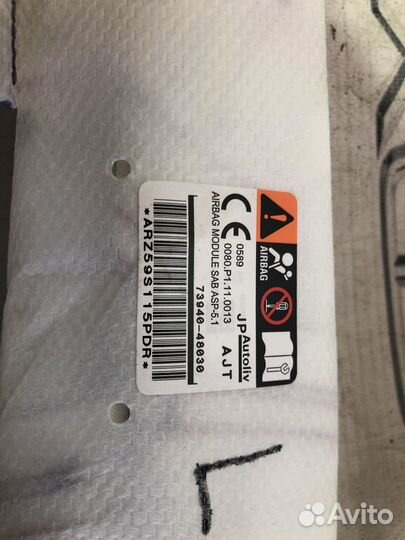 AIRBAG
JP Autoliv
AJT
0589
0080.P1.11.0013
AIRBAG MODULE SAB ASP-5.1
73940-48030
*ARZ59S115PDR*
L
Avito